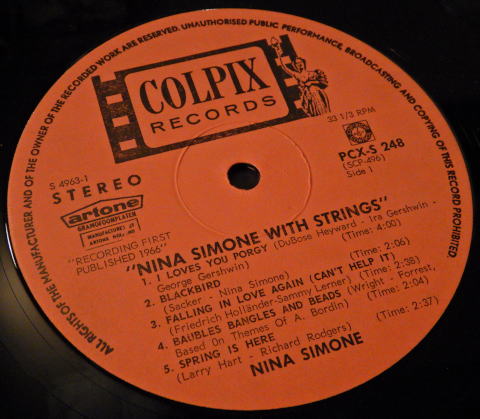 ALL RIGHTS OF THE MANUFACTURER AND OF THE OWNER OF THE RECORDED WORK ARE RESERVED. UNAUTHORISED PUBLIC PERFORMANCE, BROADCASTING AND COPYING OF THIS RECORD PROHIBITED
COLPIX
RECORDS
33 1/3 RPM
S 4963-1
STEREO
artone
GRAMOFOONPLATEN
PCX-S 248
(SCP-496)
Side 1
"RECORDING FIRST
PUBLISHED 1966"
"NINA SIMONE WITH STRINGS"
1. I LOVES YOU PORGY (DuBose Heyward - Ira Gershwin -
George Gershwin) (Time: 4:00)
2. BLACKBIRD
(Sacker - Nina Simone) (Time: 2:06)
3. FALLING IN LOVE AGAIN (CAN'T HELP IT)
(Friedrich Holländer-Sammy Lerner) (Time: 2:38)
4. BAUBLES BANGLES AND BEADS (Wright - Forrest,
Based On Themes Of A. Bordin) (Time: 2:04)
5. SPRING IS HERE
(Larry Hart - Richard Rodgers) (Time: 2:37)
NINA SIMONE